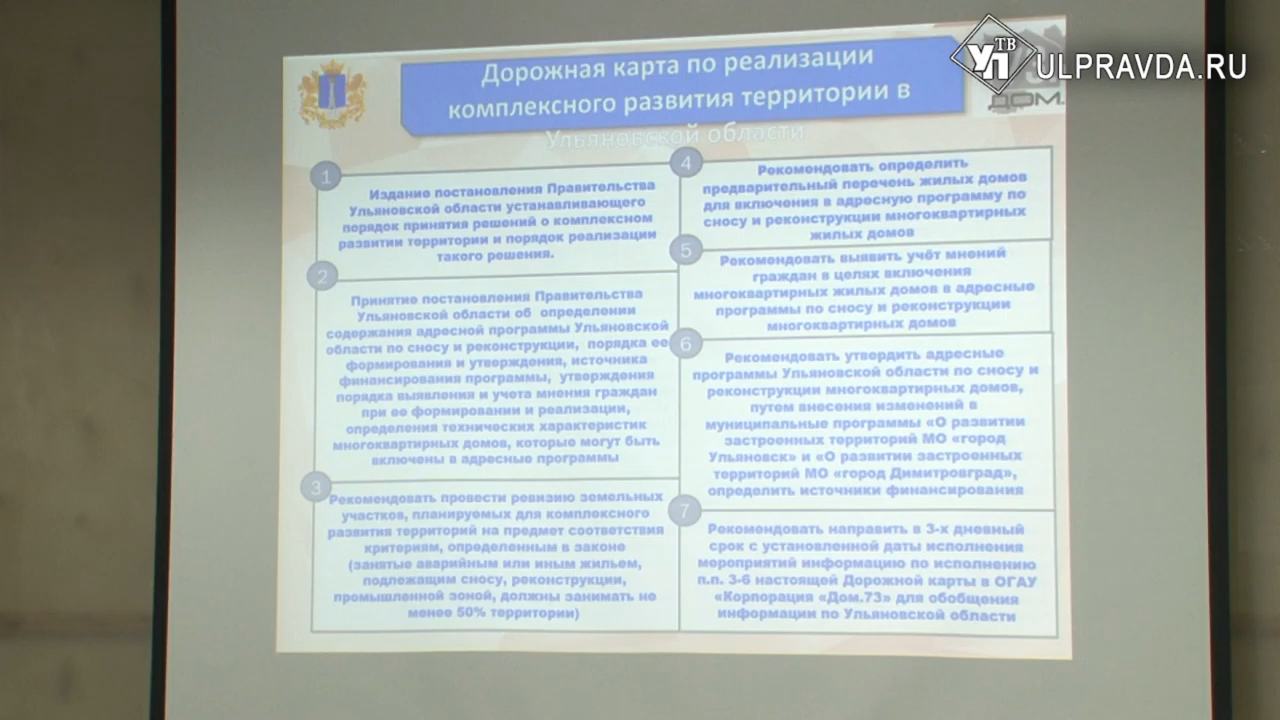 УП ТВ
ULPRAVDA.RU
ДОМ.
Дорожная карта по реализации
комплексного развития территории в
Ульяновской области
1
Издание постановления Правительства
Ульяновской области устанавливающего
порядок принятия решений о комплексном
развитии территории и порядок реализации
такого решения.
2
Принятие постановления Правительства
Ульяновской области об определении
содержания адресной программы Ульяновской
области по сносу и реконструкции, порядка ее
формирования и утверждения, источника
финансирования программы, утверждения
порядка выявления и учета мнения граждан
при ее формировании и реализации,
определения технических характеристик
многоквартирных домов, которые могут быть
включены в адресные программы
3
Рекомендовать провести ревизию земельных
участков, планируемых для комплексного
развития территорий на предмет соответствия
критериям, определенным в законе
(занятые аварийным или иным жильем,
подлежащим сносу, реконструкции,
промышленной зоной, должны занимать не
менее 50% территории)
4
Рекомендовать определить
предварительный перечень жилых домов
для включения в адресную программу по
сносу и реконструкции многоквартирных
жилых домов
5
Рекомендовать выявить учёт мнений
граждан в целях включения
многоквартирных жилых домов в адресные
программы по сносу и реконструкции
многоквартирных домов
6
Рекомендовать утвердить адресные
программы Ульяновской области по сносу и
реконструкции многоквартирных домов,
путем внесения изменений в
муниципальные программы «О развитии
застроенных территорий МО «город
Ульяновск» и «О развитии застроенных
территорий МО «город Димитровград»,
определить источники финансирования
7
Рекомендовать направить в 3-х дневный
срок с установленной даты исполнения
мероприятий информацию по исполнению
п.п. 3-6 настоящей Дорожной карты в ОГАУ
«Корпорация «Дом.73» для обобщения
информации по Ульяновской области